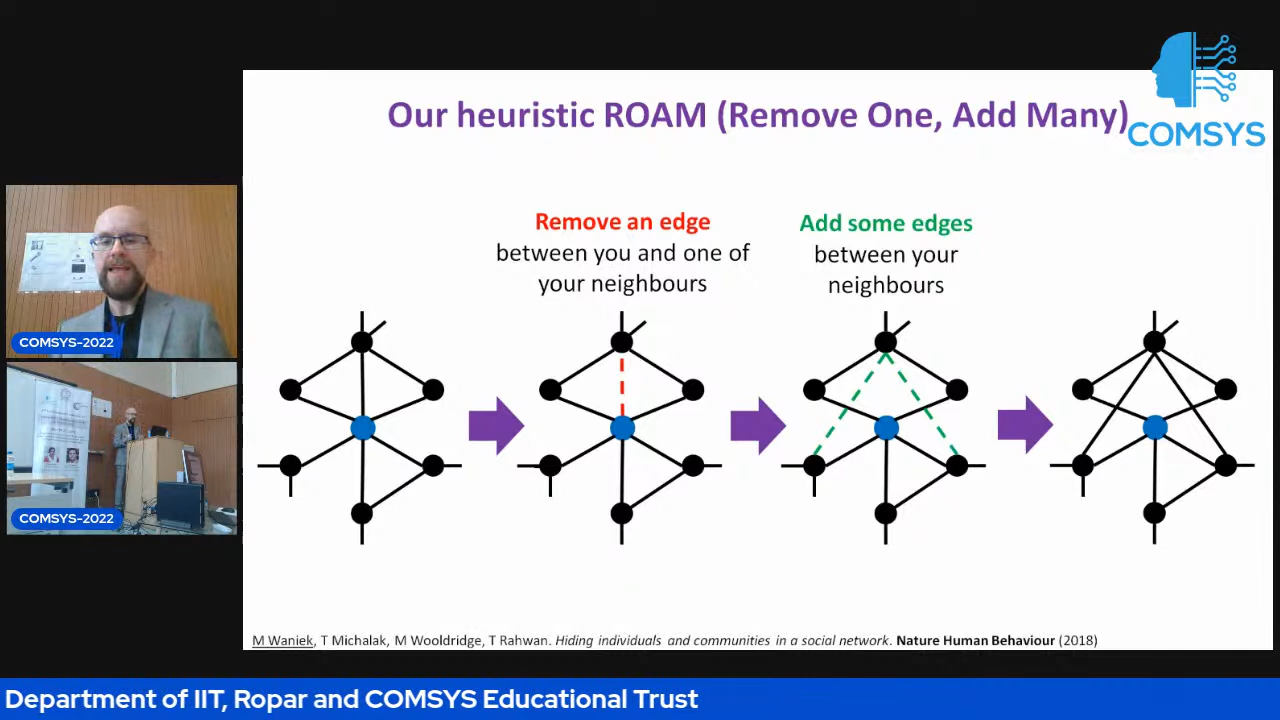 Our heuristic ROAM (Remove One, Add Many)
COMSYS
Remove an edge
between you and one of
your neighbours
Add some edges
between your
neighbours
COMSYS-2022
COMSYS-2022
M Waniek, T Michalak, M Wooldridge, T Rahwan. Hiding individuals and communities in a social network. Nature Human Behaviour (2018)
Department of IIT, Ropar and COMSYS Educational Trust